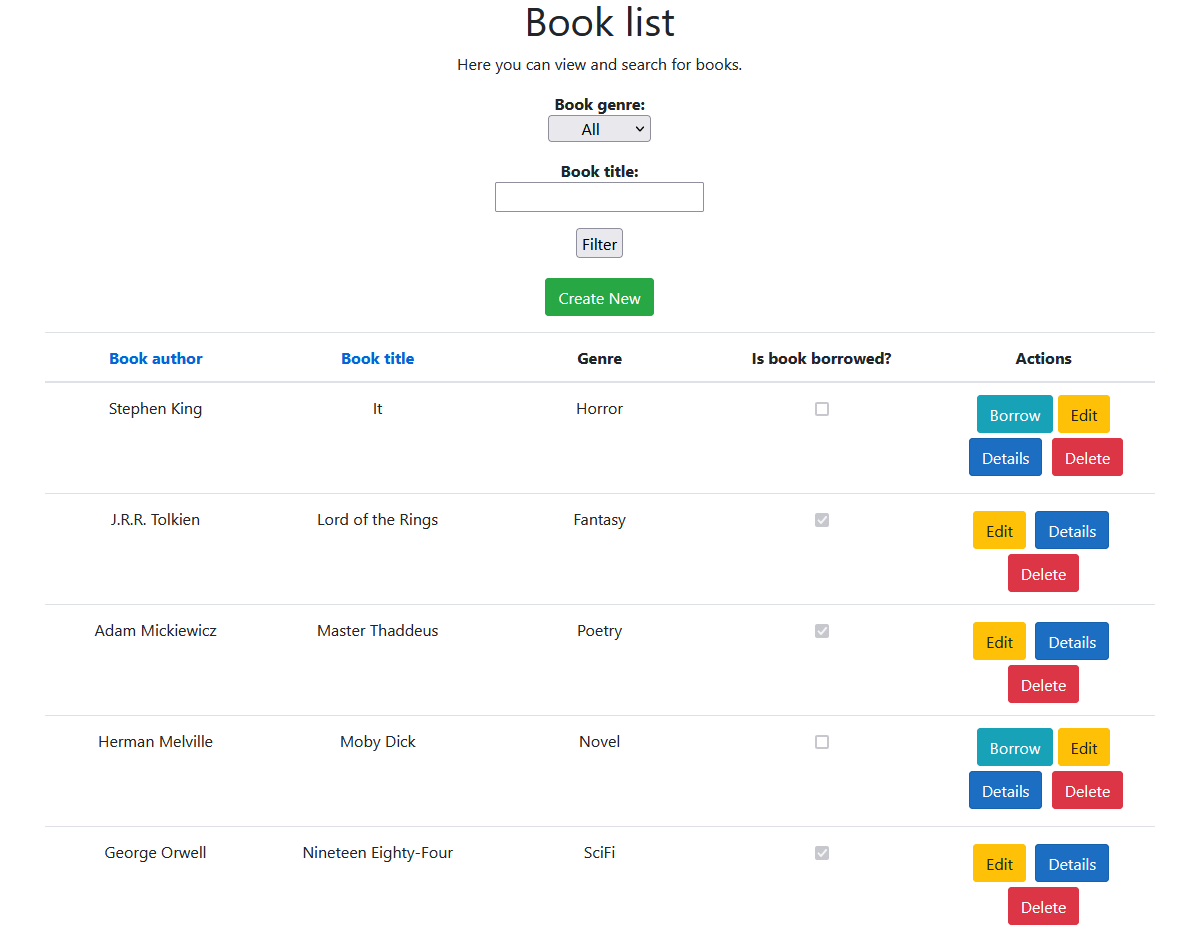 Book list
Here you can view and search for books.
Book genre:
All
Book title:
Filter
Create New
Book author Book title Genre Is book borrowed? Actions
Stephen King It Horror Borrow Edit
Details Delete
J.R.R. Tolkien Lord of the Rings Fantasy Edit Details
Delete
Adam Mickiewicz Master Thaddeus Poetry Edit Details
Delete
Herman Melville Moby Dick Novel Borrow Edit
Details Delete
George Orwell Nineteen Eighty-Four SciFi Edit Details
Delete